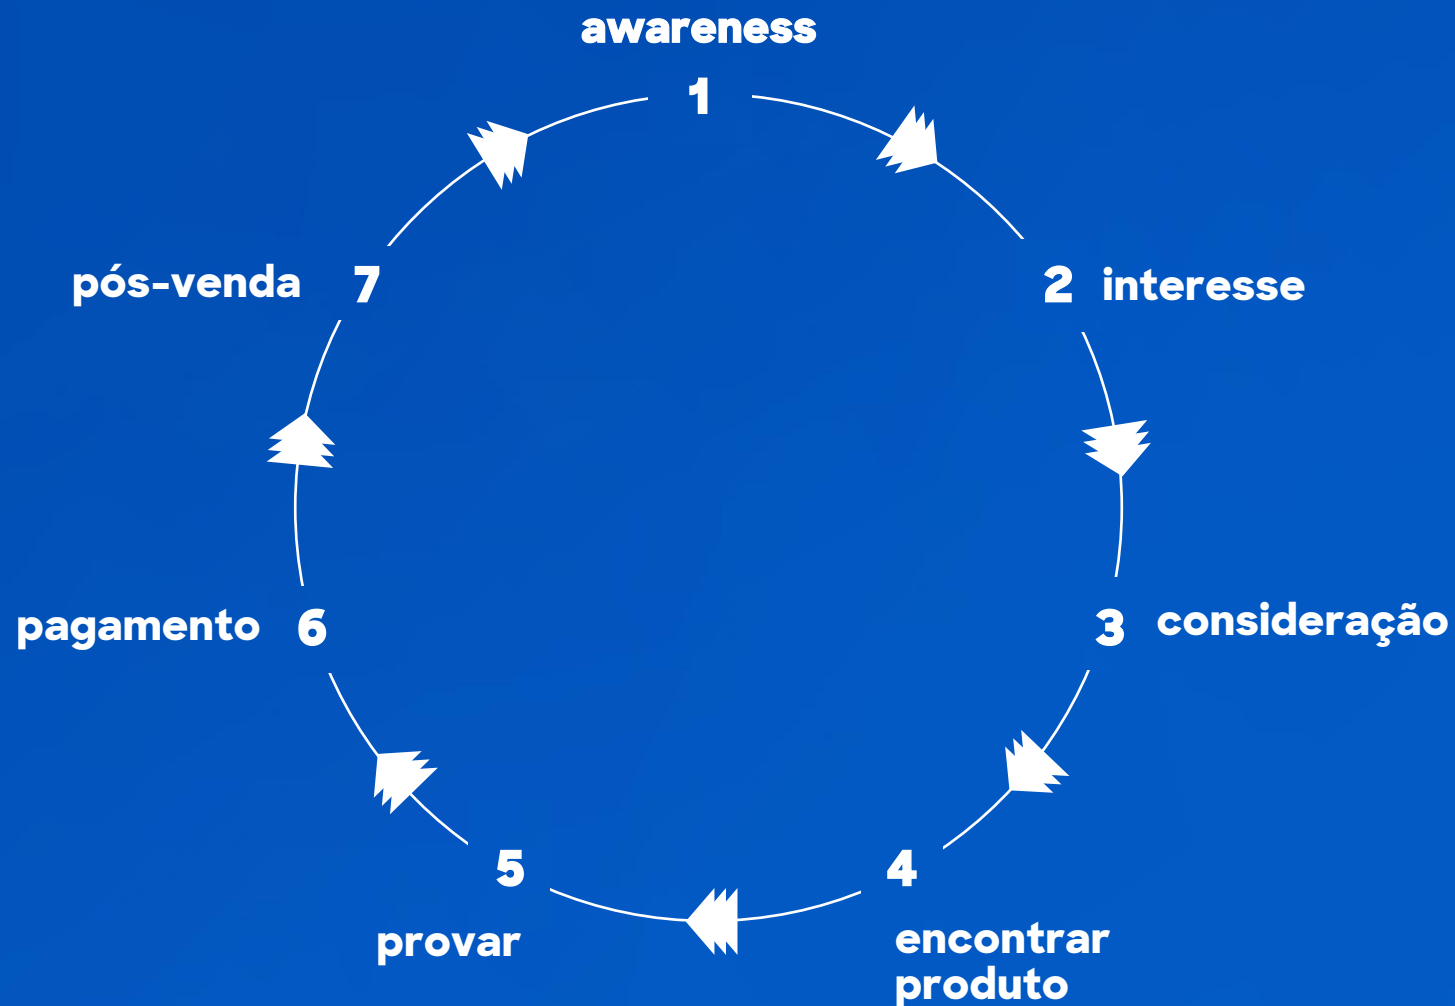 awareness
1
2 interesse
3 consideração
4
encontrar
produto
5
provar
pagamento 6
pós-venda 7